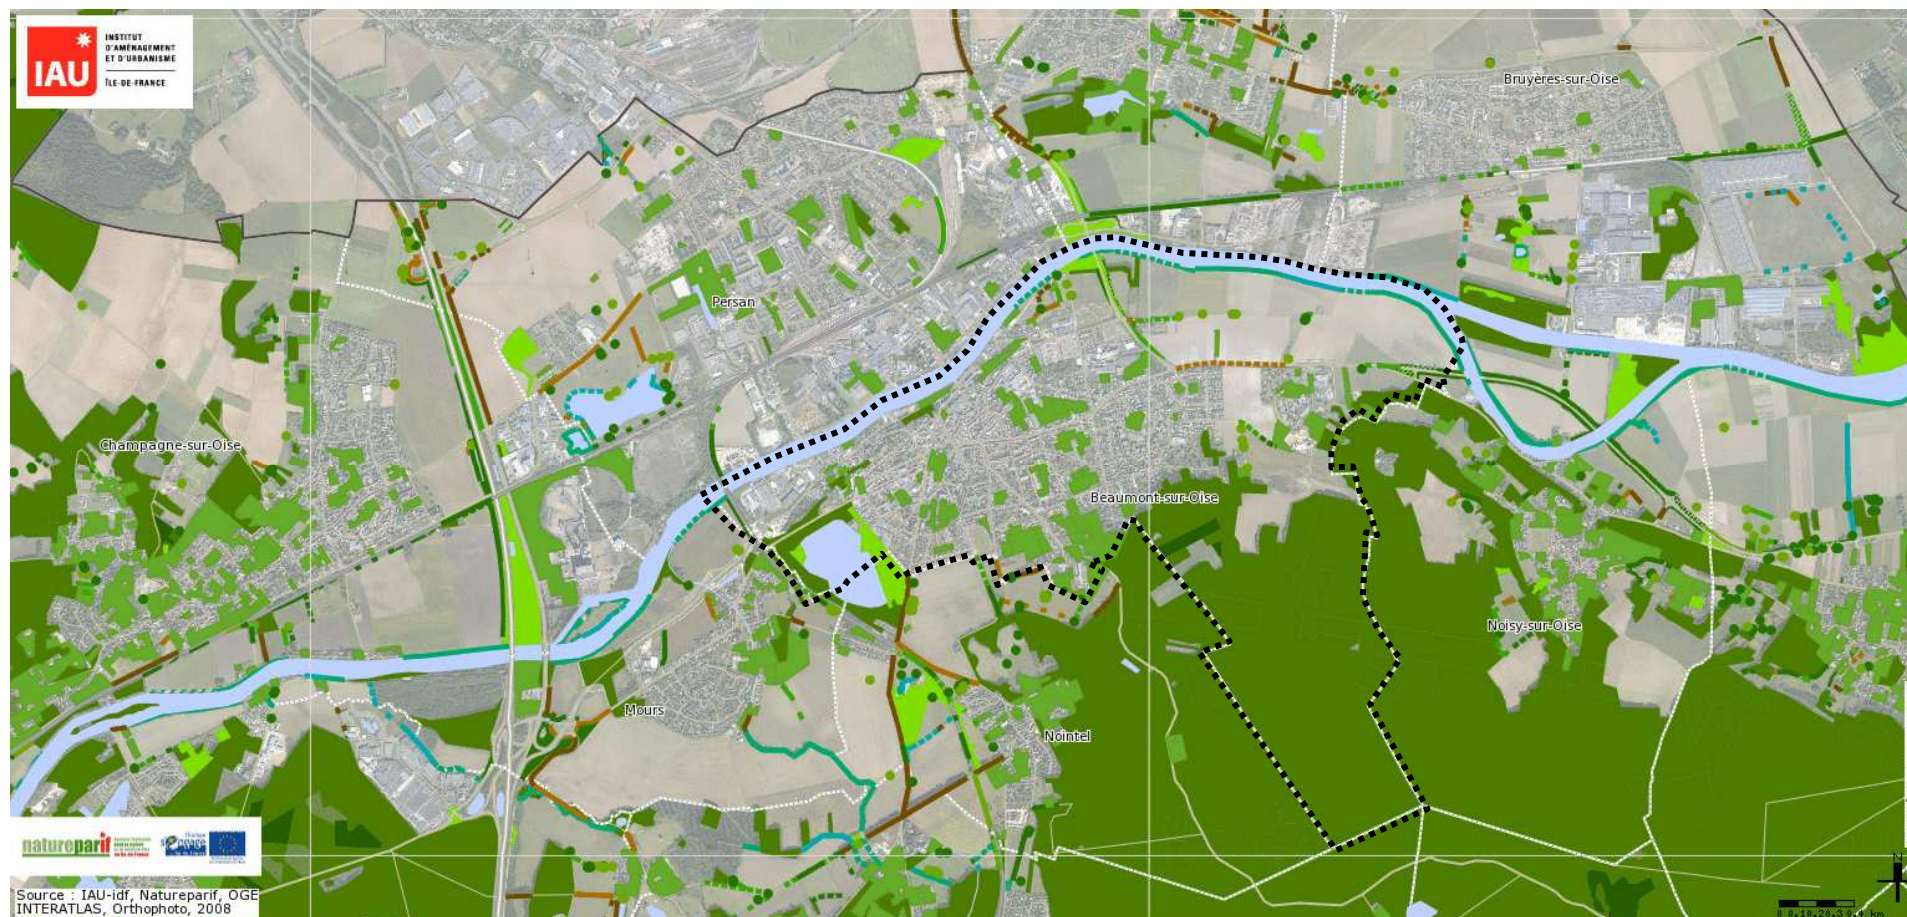 INSTITUT
D'AMÉNAGEMENT
ET D'URBANISME
IAU
ÎLE-DE-FRANCE
Bruyères-sur-Oise
Persan
Champagne-sur-Oise
Beaumont-sur-Oise
Noisy-sur-Oise
Mours
Nointel
natureparif
Source : IAU-idf, Natureparif, OGE
INTERATLAS, Orthophoto, 2008
N
km